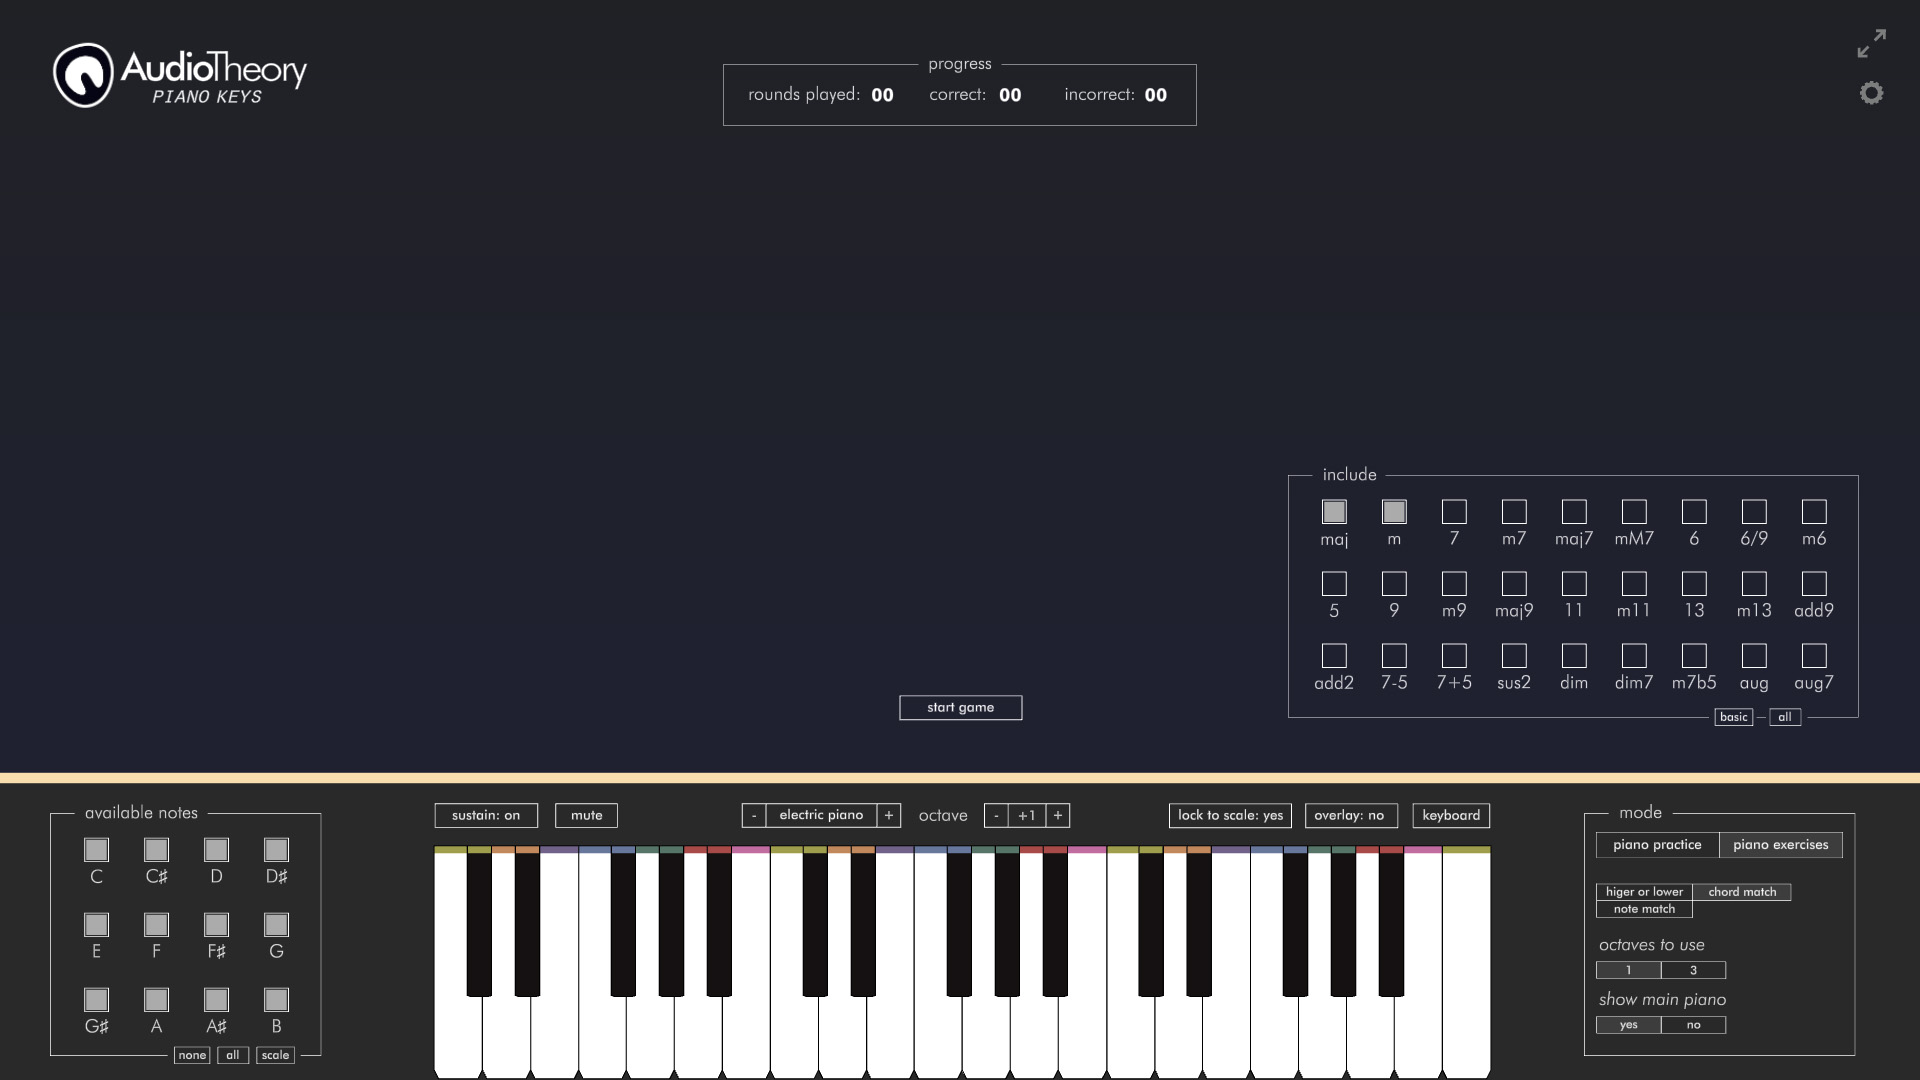 AudioTheory
PIANO KEYS
progress
rounds played: 00 correct: 00 incorrect: 00
include
maj m 7 m7 maj7 mM7 6 6/9 m6
5 9 m9 maj9 11 m11 13 m13 add9
add2 7-5 7+5 sus2 dim dim7 m7b5 aug aug7
basic all
start game
available notes
C C♯ D D♯
E F F♯ G
G♯ A A♯ B
none all scale
sustain: on mute - electric piano + octave - +1 + lock to scale: yes overlay: no keyboard
mode
piano practice piano exercises
higer or lower chord match
note match
octaves to use
1 3
show main piano
yes no